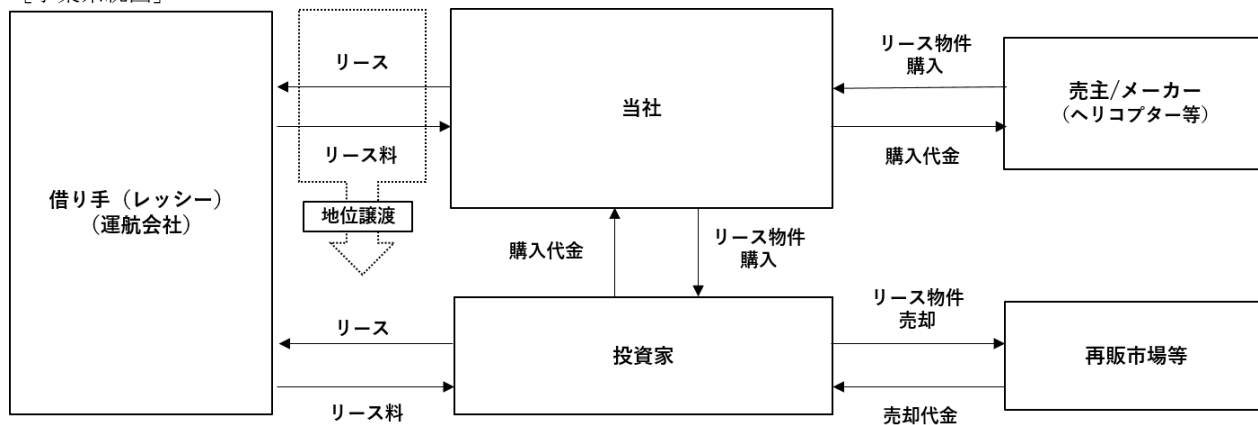 ［事業系統図］
リース
リース料
地位譲渡
借り手（レッシー）
（運航会社）
当社
リース物件
購入
購入代金
売主/メーカー
（ヘリコプター等）
購入代金
リース物件
購入
リース
リース料
投資家
リース物件
売却
売却代金
再販市場等